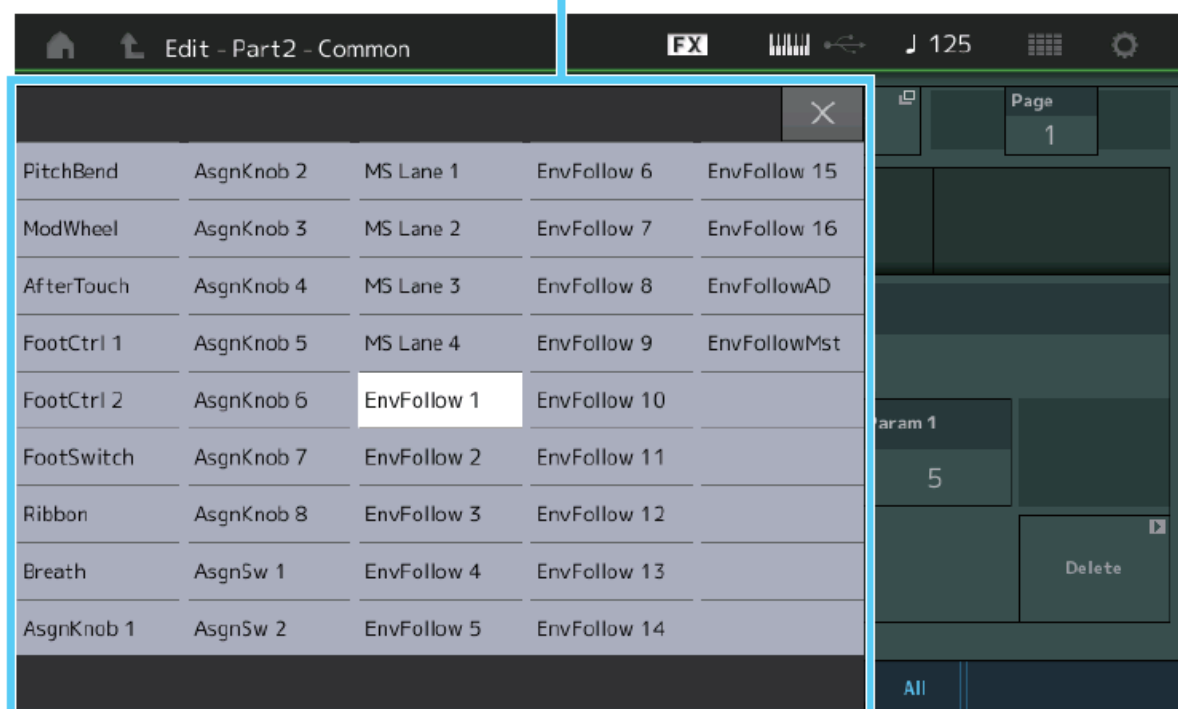 Edit - Part2 - Common FX ♩ 125
Page
1
PitchBend AsgnKnob 2 MS Lane 1 EnvFollow 6 EnvFollow 15
ModWheel AsgnKnob 3 MS Lane 2 EnvFollow 7 EnvFollow 16
AfterTouch AsgnKnob 4 MS Lane 3 EnvFollow 8 EnvFollowAD
FootCtrl 1 AsgnKnob 5 MS Lane 4 EnvFollow 9 EnvFollowMst
FootCtrl 2 AsgnKnob 6 EnvFollow 1 EnvFollow 10
aram 1
FootSwitch AsgnKnob 7 EnvFollow 2 EnvFollow 11
5
Ribbon AsgnKnob 8 EnvFollow 3 EnvFollow 12
Breath AsgnSw 1 EnvFollow 4 EnvFollow 13
Delete
AsgnKnob 1 AsgnSw 2 EnvFollow 5 EnvFollow 14
All